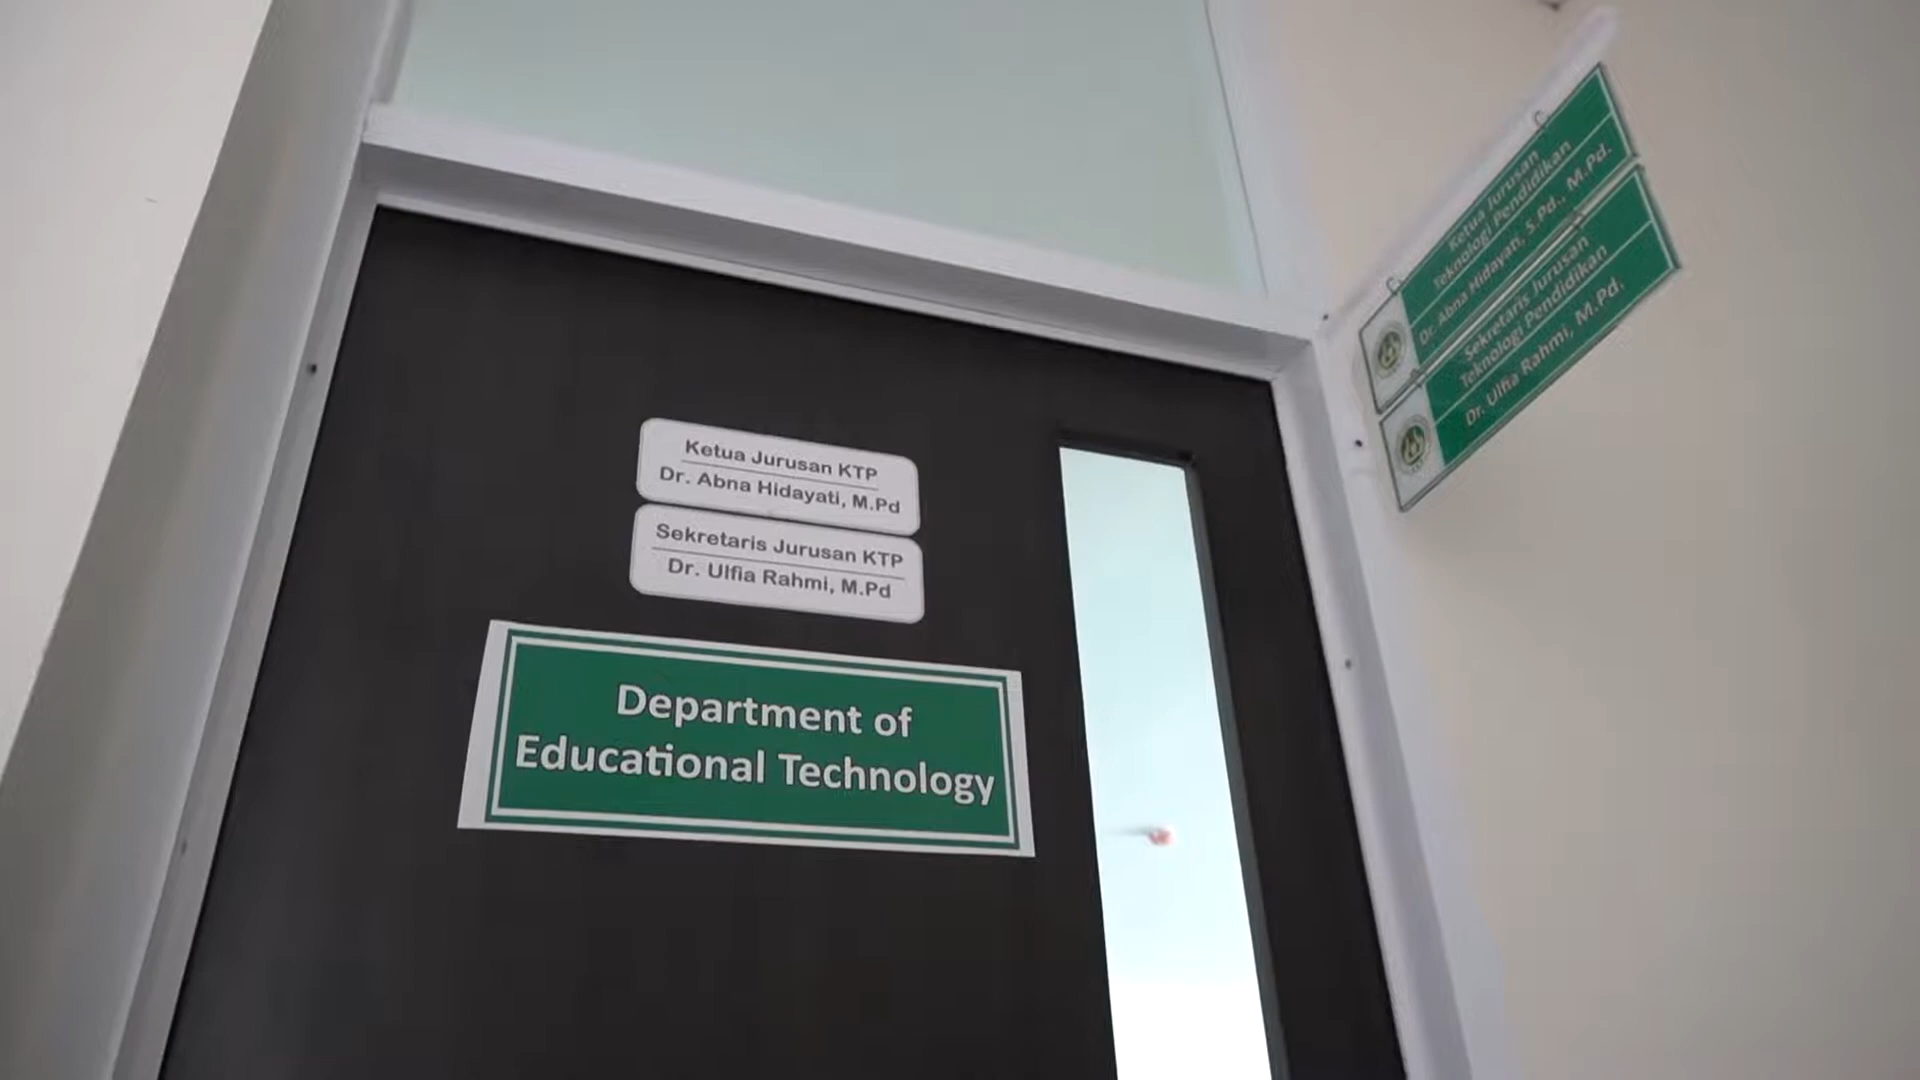 Ketua Jurusan KTP
Dr. Abna Hidayati, M.Pd
Sekretaris Jurusan KTP
Dr. Ulfia Rahmi, M.Pd
Department of
Educational Technology
Ketua Jurusan
Teknologi Pendidikan
Dr. Abna Hidayati, S.Pd., M.Pd.
Sekretaris Jurusan
Teknologi Pendidikan
Dr. Ulfia Rahmi, M.Pd.